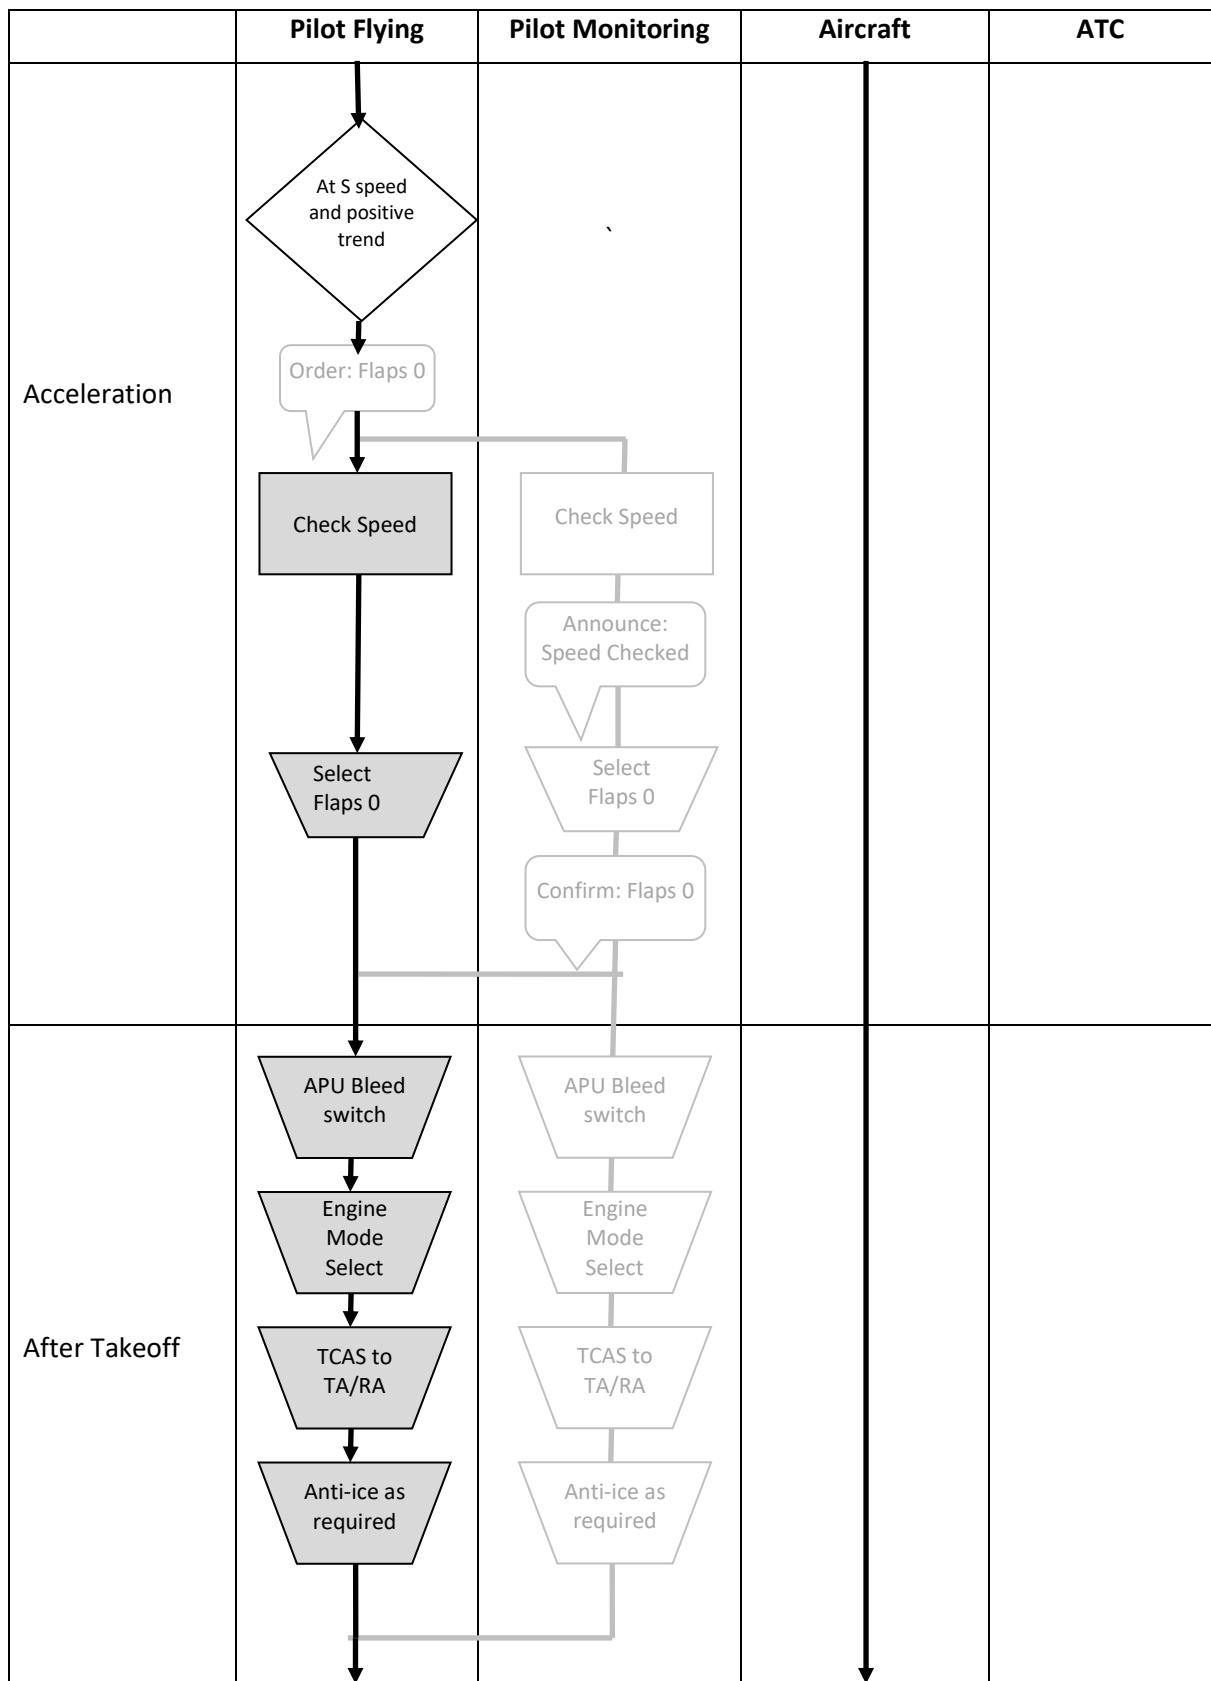 Pilot Flying
Pilot Monitoring
Aircraft
ATC
Acceleration
At S speed
and positive
trend
`
Order: Flaps 0
Check Speed
Check Speed
Announce:
Speed Checked
Select
Flaps 0
Select
Flaps 0
Confirm: Flaps 0
After Takeoff
APU Bleed
switch
APU Bleed
switch
Engine
Mode
Select
Engine
Mode
Select
TCAS to
TA/RA
TCAS to
TA/RA
Anti-ice as
required
Anti-ice as
required